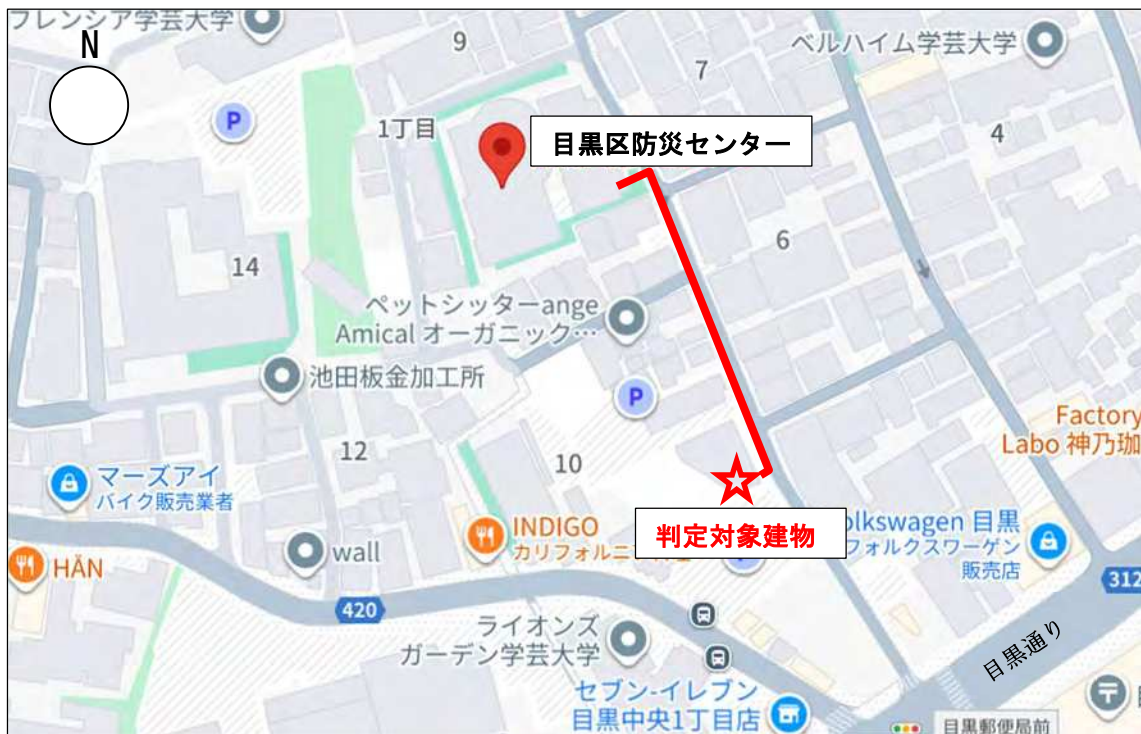 フレンシア学芸大学
N
9
ベルハイム学芸大学
7
P
1丁目
目黒区防災センター
4
6
14
ペットシッターange
Amical オーガニック…
池田板金加工所
P
Factory
Labo 神乃珈
12
10
マーズアイ
バイク販売業者
INDIGO
カリフォルニ
判定対象建物
olkswagen 目黒
フォルクスワーゲン
販売店
wall
HÄN
420
312
ライオンズ
ガーデン学芸大学
目黒通り
セブン-イレブン
目黒中央1丁目店
目黒郵便局前